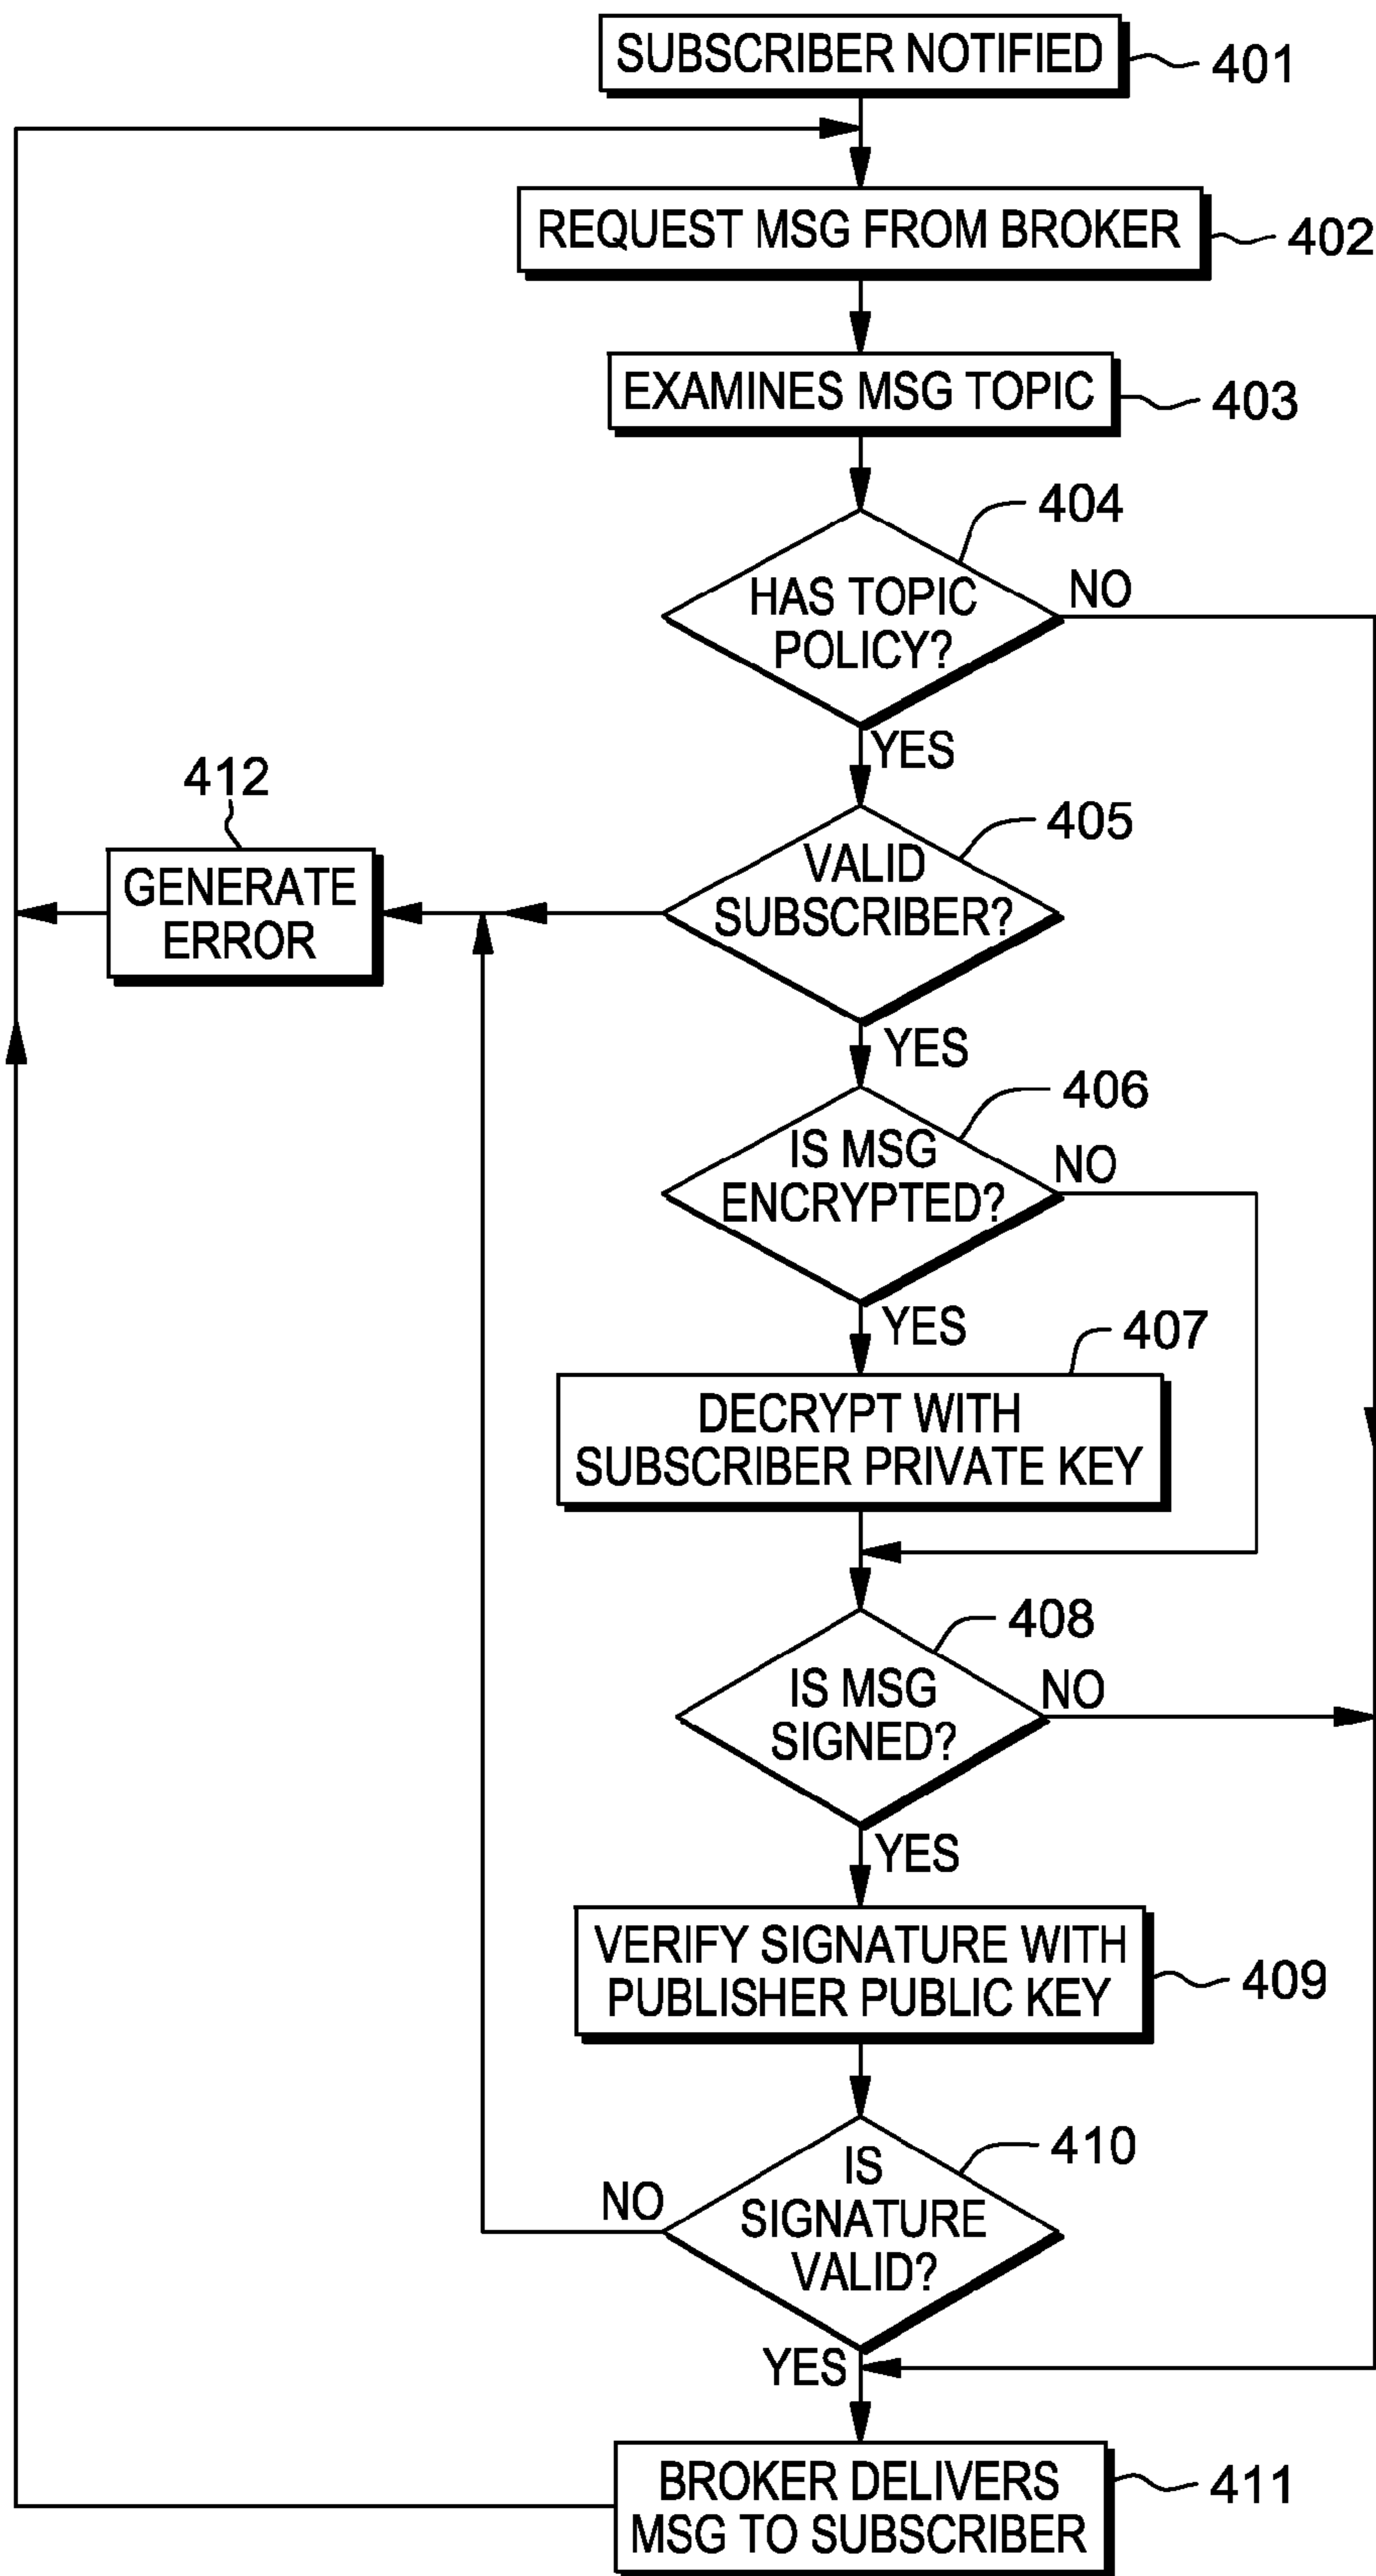 SUBSCRIBER NOTIFIED
401
REQUEST MSG FROM BROKER
402
EXAMINES MSG TOPIC
403
404
HAS TOPIC
POLICY?
NO
YES
412
GENERATE
ERROR
405
VALID
SUBSCRIBER?
YES
406
IS MSG
ENCRYPTED?
NO
YES
407
DECRYPT WITH
SUBSCRIBER PRIVATE KEY
408
IS MSG
SIGNED?
NO
YES
VERIFY SIGNATURE WITH
PUBLISHER PUBLIC KEY
409
410
IS
SIGNATURE
VALID?
NO
YES
BROKER DELIVERS
MSG TO SUBSCRIBER
411